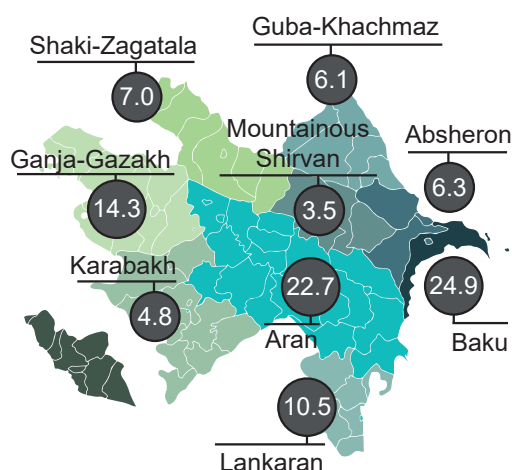 Guba-Khachmaz
6.1
Shaki-Zagatala
7.0
Mountainous
Shirvan
3.5
Absheron
6.3
Ganja-Gazakh
14.3
Karabakh
4.8
22.7
Aran
24.9
Baku
10.5
Lankaran